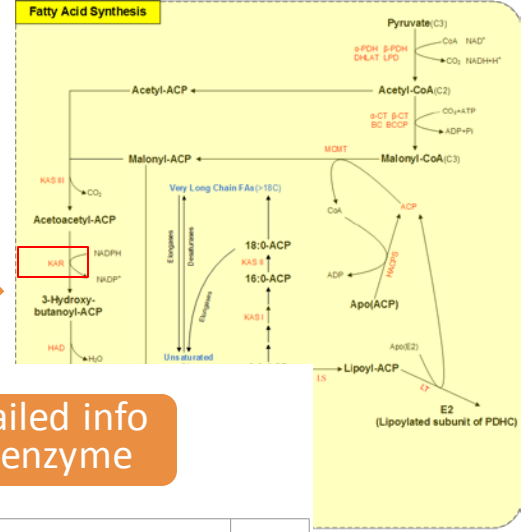 Fatty Acid Synthesis
Pyruvate(C3)
α-PDH β-PDH
DHLAT LPD
CoA NAD⁺
CO₂ NADH+H⁺
Acetyl-ACP
Acetyl-CoA(C2)
α-CT β-CT
BC BCCP
CO₂+ATP
ADP+Pi
MCMT
Malonyl-ACP
Malonyl-CoA(C3)
KAS III
CO₂
Very Long Chain FAs(>18C)
CoA
ACP
Acetoacetyl-ACP
Elongases
Desaturases
18:0-ACP
KAS II
KAR
NADPH
NADP⁺
16:0-ACP
ADP
HACPS
3-Hydroxy-
butanoyl-ACP
Elongases
Apo(ACP)
KAS I
HAD
H₂O
Apo(E2)
Unsaturated
LS
Lipoyl-ACP
LT
E2
(Lipoylated subunit of PDHC)
ailed info
enzyme